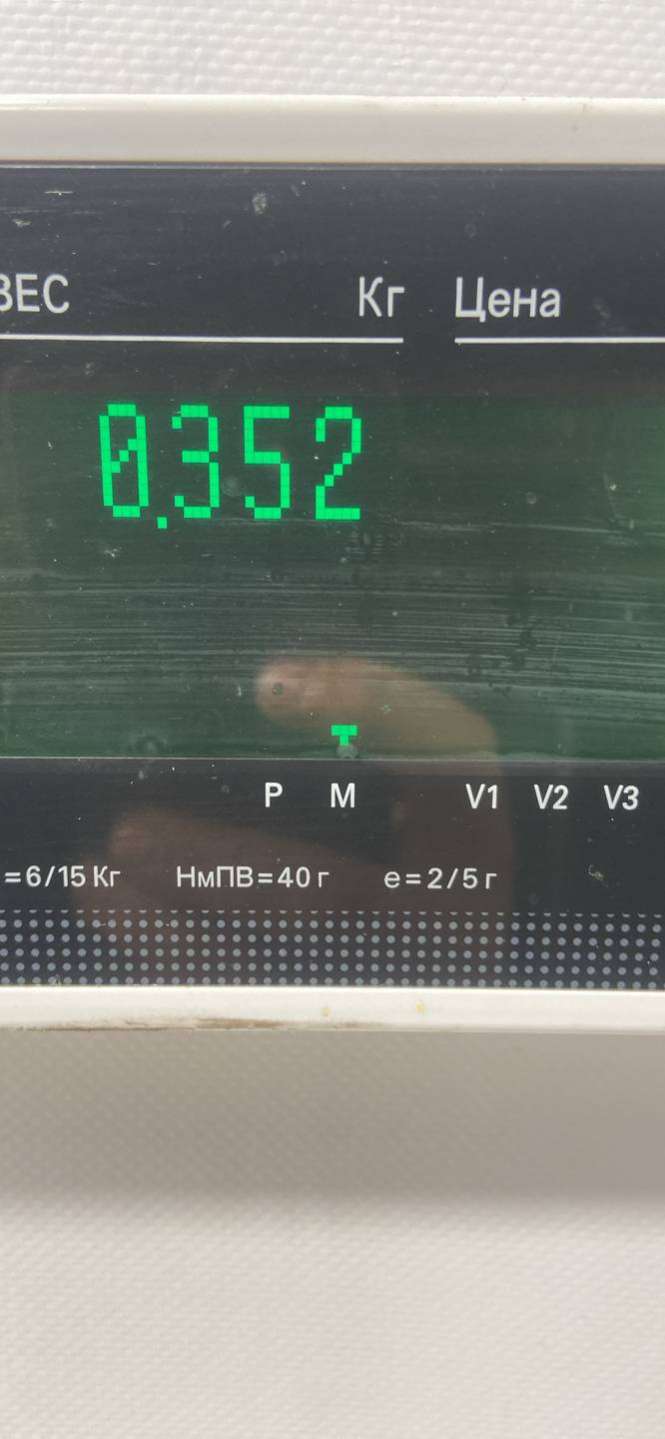 ВЕС Кг Цена
0.352
P M V1 V2 V3
=6/15 Кг НмПВ=40 г e=2/5 г